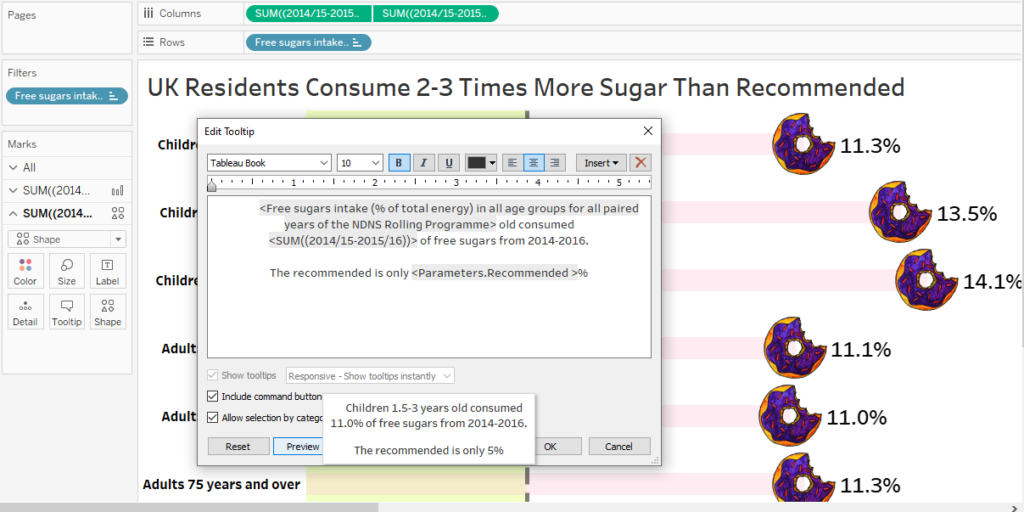 Pages
Columns
SUM((2014/15-2015..
SUM((2014/15-2015..
Rows
Free sugars intake..
Filters
Free sugars intak..
Marks
All
SUM((2014...
SUM((2014...
Shape
Color
Size
Label
Detail
Tooltip
Shape
UK Residents Consume 2-3 Times More Sugar Than Recommended
Childre
11.3%
Childr
13.5%
Childre
14.1%
Adults
11.1%
Adult
11.0%
Adults 75 years and over
11.3%
Edit Tooltip
Tableau Book
10
B
I
U
Insert
1 2 3 4 5
<Free sugars intake (% of total energy) in all age groups for all paired
years of the NDNS Rolling Programme> old consumed
<SUM((2014/15-2015/16))> of free sugars from 2014-2016.
The recommended is only <Parameters.Recommended >%
Show tooltips
Responsive - Show tooltips instantly
Include command button
Allow selection by catego
Reset
Preview
OK
Cancel
Children 1.5-3 years old consumed
11.0% of free sugars from 2014-2016.
The recommended is only 5%